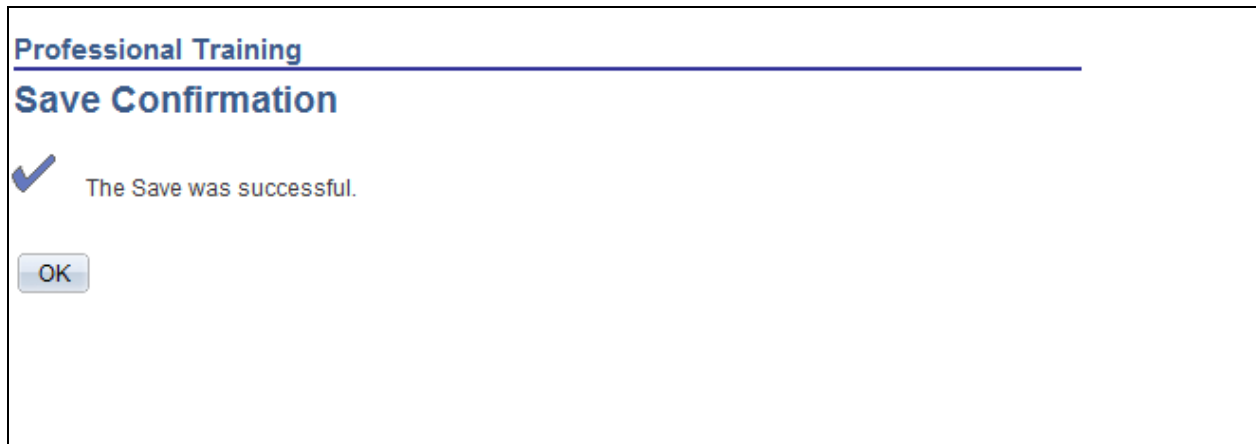 Professional Training
Save Confirmation
The Save was successful.
OK